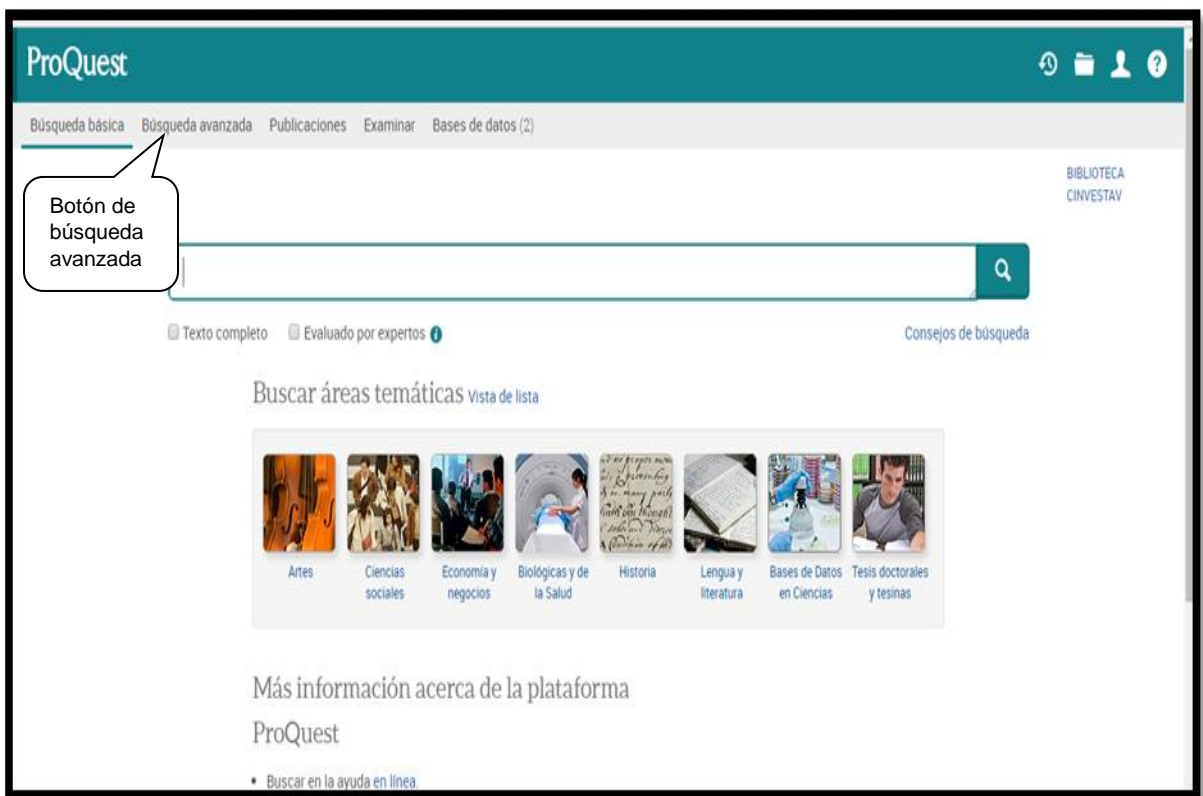 ProQuest
Búsqueda básica Búsqueda avanzada Publicaciones Examinar Bases de datos (2)
BIBLIOTECA
CINVESTAV
Botón de
búsqueda
avanzada
Texto completo Evaluado por expertos
Consejos de búsqueda
Buscar áreas temáticas Vista de lista
Artes
Ciencias
sociales
Economía y
negocios
Biológicas y de
la Salud
Historia
Lengua y
literatura
Bases de Datos
en Ciencias
Tesis doctorales
y tesinas
Más información acerca de la plataforma
ProQuest
• Buscar en la ayuda en línea.